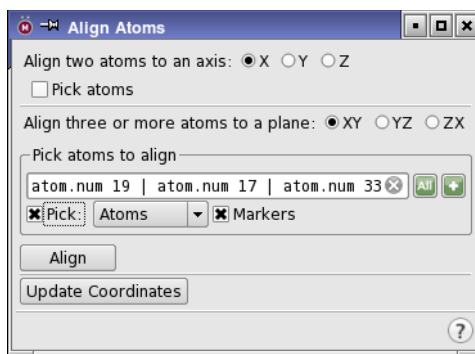 Align Atoms
Align two atoms to an axis: X Y Z
Pick atoms
Align three or more atoms to a plane: XY YZ ZX
Pick atoms to align
atom.num 19 | atom.num 17 | atom.num 33 All
Pick: Atoms Markers
Align
Update Coordinates
?